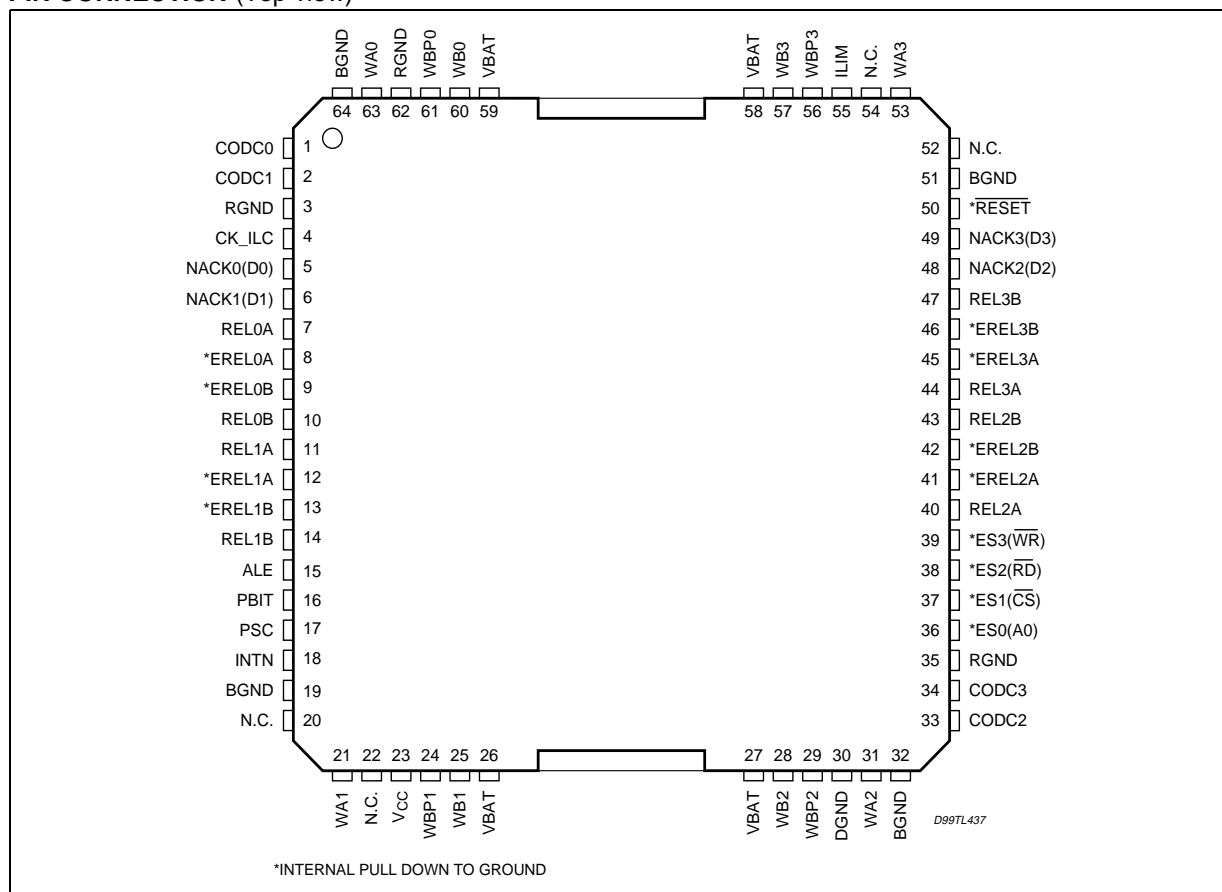 BGND WA0 RGND WBP0 WB0 VBAT VBAT WB3 WBP3 ILIM N.C. WA3
64 63 62 61 60 59 58 57 56 55 54 53
CODC0 1 52 N.C.
CODC1 2 51 BGND
RGND 3 50 *RESET
CK_ILC 4 49 NACK3(D3)
NACK0(D0) 5 48 NACK2(D2)
NACK1(D1) 6 47 REL3B
REL0A 7 46 *EREL3B
*EREL0A 8 45 *EREL3A
*EREL0B 9 44 REL3A
REL0B 10 43 REL2B
REL1A 11 42 *EREL2B
*EREL1A 12 41 *EREL2A
*EREL1B 13 40 REL2A
REL1B 14 39 *ES3(WR)
ALE 15 38 *ES2(RD)
PBIT 16 37 *ES1(CS)
PSC 17 36 *ES0(A0)
INTN 18 35 RGND
BGND 19 34 CODC3
N.C. 20 33 CODC2
21 22 23 24 25 26 27 28 29 30 31 32
WA1 N.C. VCC WBP1 WB1 VBAT VBAT WB2 WBP2 DGND WA2 BGND
D99TL437
*INTERNAL PULL DOWN TO GROUND